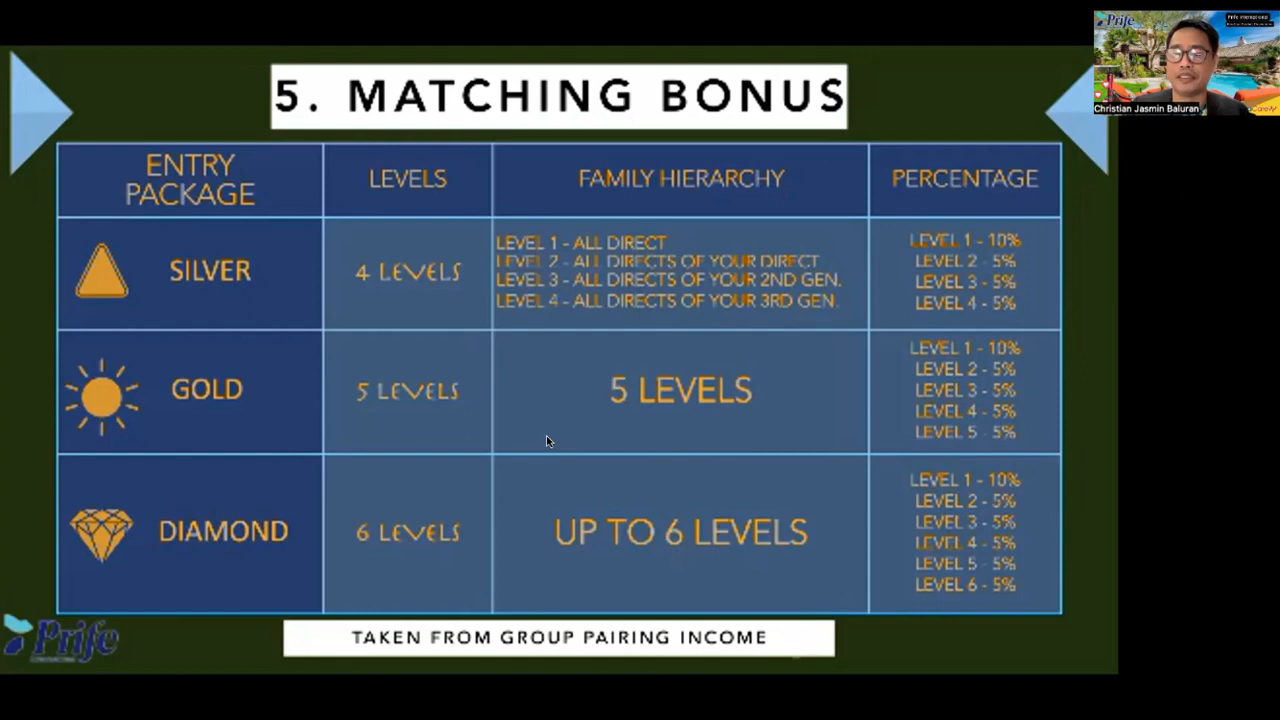 Prife
5. MATCHING BONUS
Christian Jasmin Baluran
ENTRY
PACKAGE
LEVELS
FAMILY HIERARCHY
PERCENTAGE
SILVER
4 LEVELS
LEVEL 1 - ALL DIRECT
LEVEL 2 - ALL DIRECTS OF YOUR DIRECT
LEVEL 3 - ALL DIRECTS OF YOUR 2ND GEN.
LEVEL 4 - ALL DIRECTS OF YOUR 3RD GEN.
LEVEL 1 - 10%
LEVEL 2 - 5%
LEVEL 3 - 5%
LEVEL 4 - 5%
GOLD
5 LEVELS
5 LEVELS
LEVEL 1 - 10%
LEVEL 2 - 5%
LEVEL 3 - 5%
LEVEL 4 - 5%
LEVEL 5 - 5%
DIAMOND
6 LEVELS
UP TO 6 LEVELS
LEVEL 1 - 10%
LEVEL 2 - 5%
LEVEL 3 - 5%
LEVEL 4 - 5%
LEVEL 5 - 5%
LEVEL 6 - 5%
Prife
TAKEN FROM GROUP PAIRING INCOME